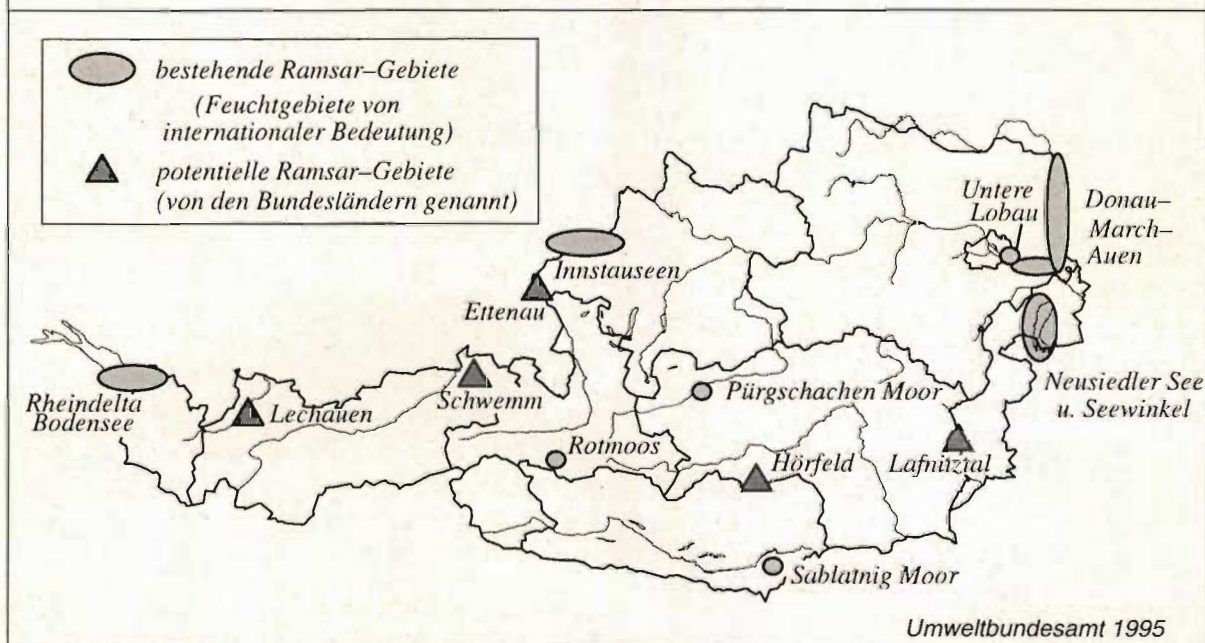 bestehende Ramsar–Gebiete
(Feuchtgebiete von
internationaler Bedeutung)
potentielle Ramsar–Gebiete
(von den Bundesländern genannt)
Untere
Lobau
Donau–
March–
Auen
Innstauseen
Ettenau
Rheindelta
Bodensee
Lechauen
Schwemm
Pürgschachen Moor
Neusiedler See
u. Seewinkel
Rotmoos
Hörfeld
Lafnitztal
Sablatnig Moor
Umweltbundesamt 1995